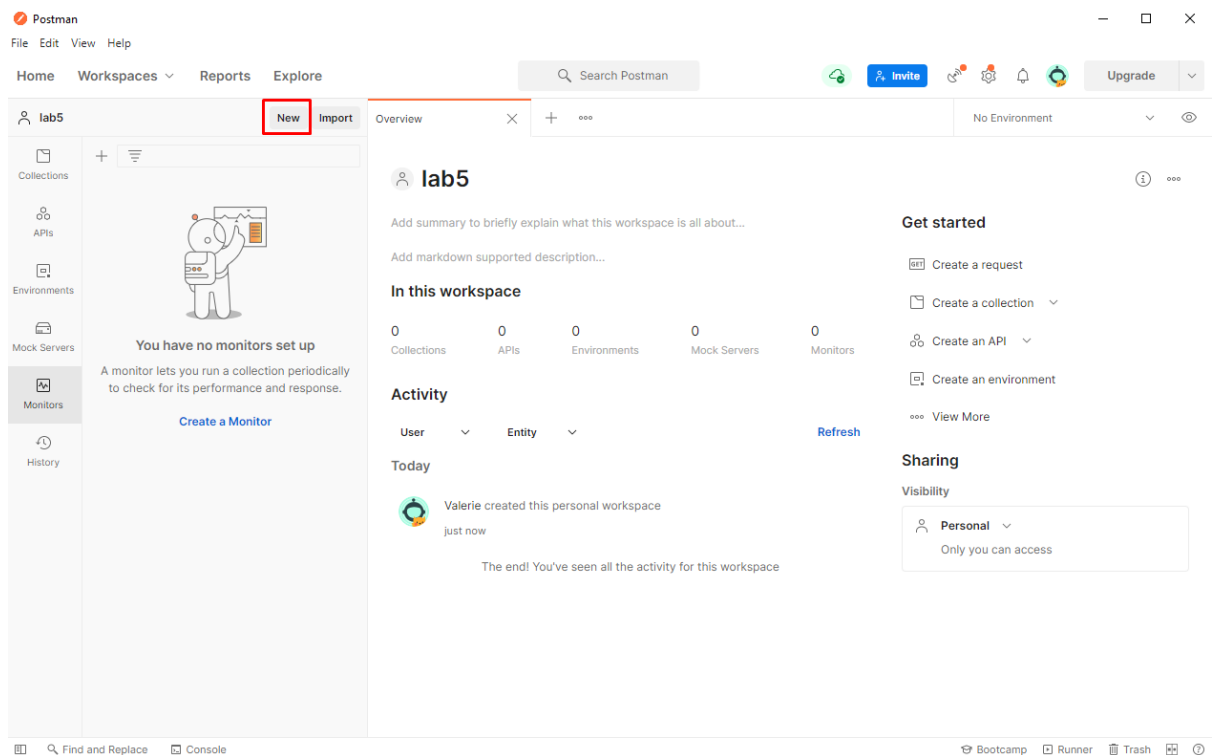 Postman
File Edit View Help
Home Workspaces Reports Explore Search Postman Invite Upgrade
lab5 New Import Overview No Environment
Collections
APIs
Environments
Mock Servers
Monitors
History
You have no monitors set up
A monitor lets you run a collection periodically
to check for its performance and response.
Create a Monitor
lab5
Add summary to briefly explain what this workspace is all about...
Add markdown supported description...
In this workspace
0 0 0 0 0
Collections APIs Environments Mock Servers Monitors
Activity
User Entity Refresh
Today
Valerie created this personal workspace
just now
The end! You've seen all the activity for this workspace
Get started
GET Create a request
Create a collection
Create an API
Create an environment
View More
Sharing
Visibility
Personal
Only you can access
Find and Replace Console Bootcamp Runner Trash